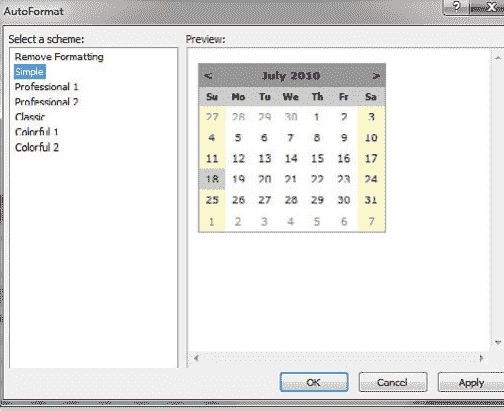 AutoFormat
?
X
Select a scheme:
Remove Formatting
Simple
Professional 1
Professional 2
Classic
Colorful 1
Colorful 2
Preview:
< July 2010 >
Su Mo Tu We Th Fr Sa
27 28 29 30 1 2 3
4 5 6 7 8 9 10
11 12 13 14 15 16 17
18 19 20 21 22 23 24
25 26 27 28 29 30 31
1 2 3 4 5 6 7
OK Cancel Apply